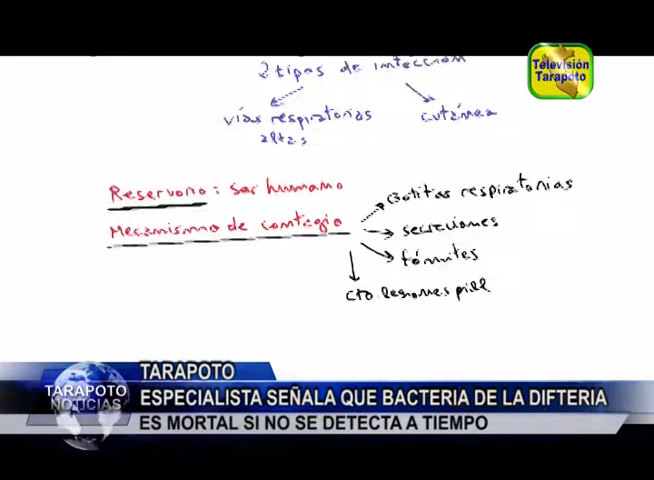 Televisión
Tarapoto
2 tipos de infección
vías respiratorias
altas
cutánea
Reservorio: ser humano
Mecanismo de contagio
Gotitas respiratorias
secreciones
fómites
cto lesiones piel
TARAPOTO
TARAPOTO
NOTICIAS
ESPECIALISTA SEÑALA QUE BACTERIA DE LA DIFTERIA
ES MORTAL SI NO SE DETECTA A TIEMPO